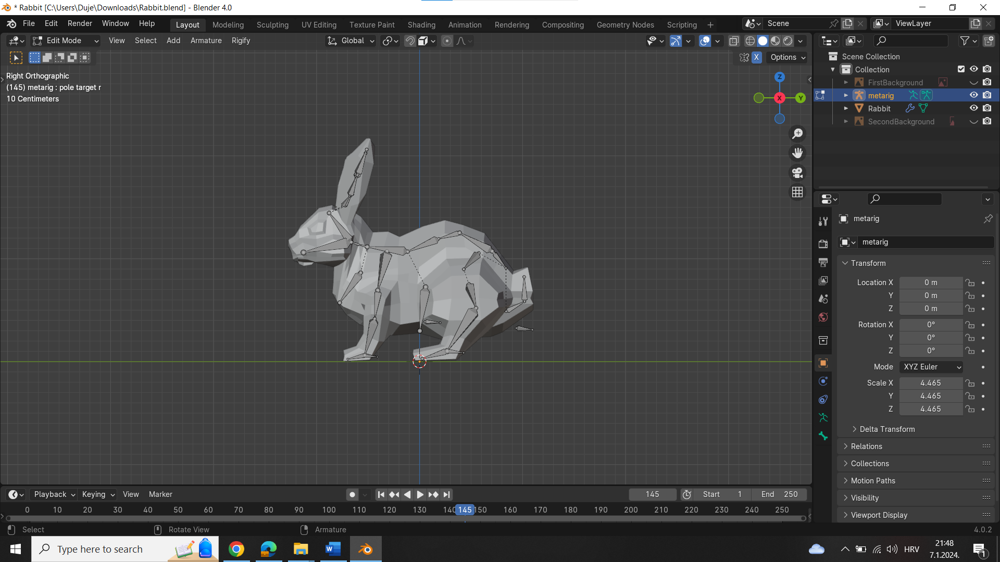 * Rabbit [C:\Users\Duje\Downloads\Rabbit.blend] - Blender 4.0
File Edit Render Window Help Layout Modeling Sculpting UV Editing Texture Paint Shading Animation Rendering Compositing Geometry Nodes Scripting + Scene ViewLayer
Edit Mode View Select Add Armature Rigify Global
X Options
Right Orthographic
(145) metarig : pole target r
10 Centimeters
Z
X
Y
Scene Collection
Collection
FirstBackground
metarig
Rabbit
SecondBackground
metarig
metarig
Transform
Location X 0 m
Y 0 m
Z 0 m
Rotation X 0°
Y 0°
Z 0°
Mode XYZ Euler
Scale X 4.465
Y 4.465
Z 4.465
Delta Transform
Relations
Collections
Motion Paths
Visibility
Viewport Display
Playback Keying View Marker 145 Start 1 End 250
0 10 20 30 40 50 60 70 80 90 100 110 120 130 140 145 150 160 170 180 190 200 210 220 230 240 250
Select Rotate View Armature 4.0.2
Type here to search
W
HRV
21:48
7.1.2024.
1